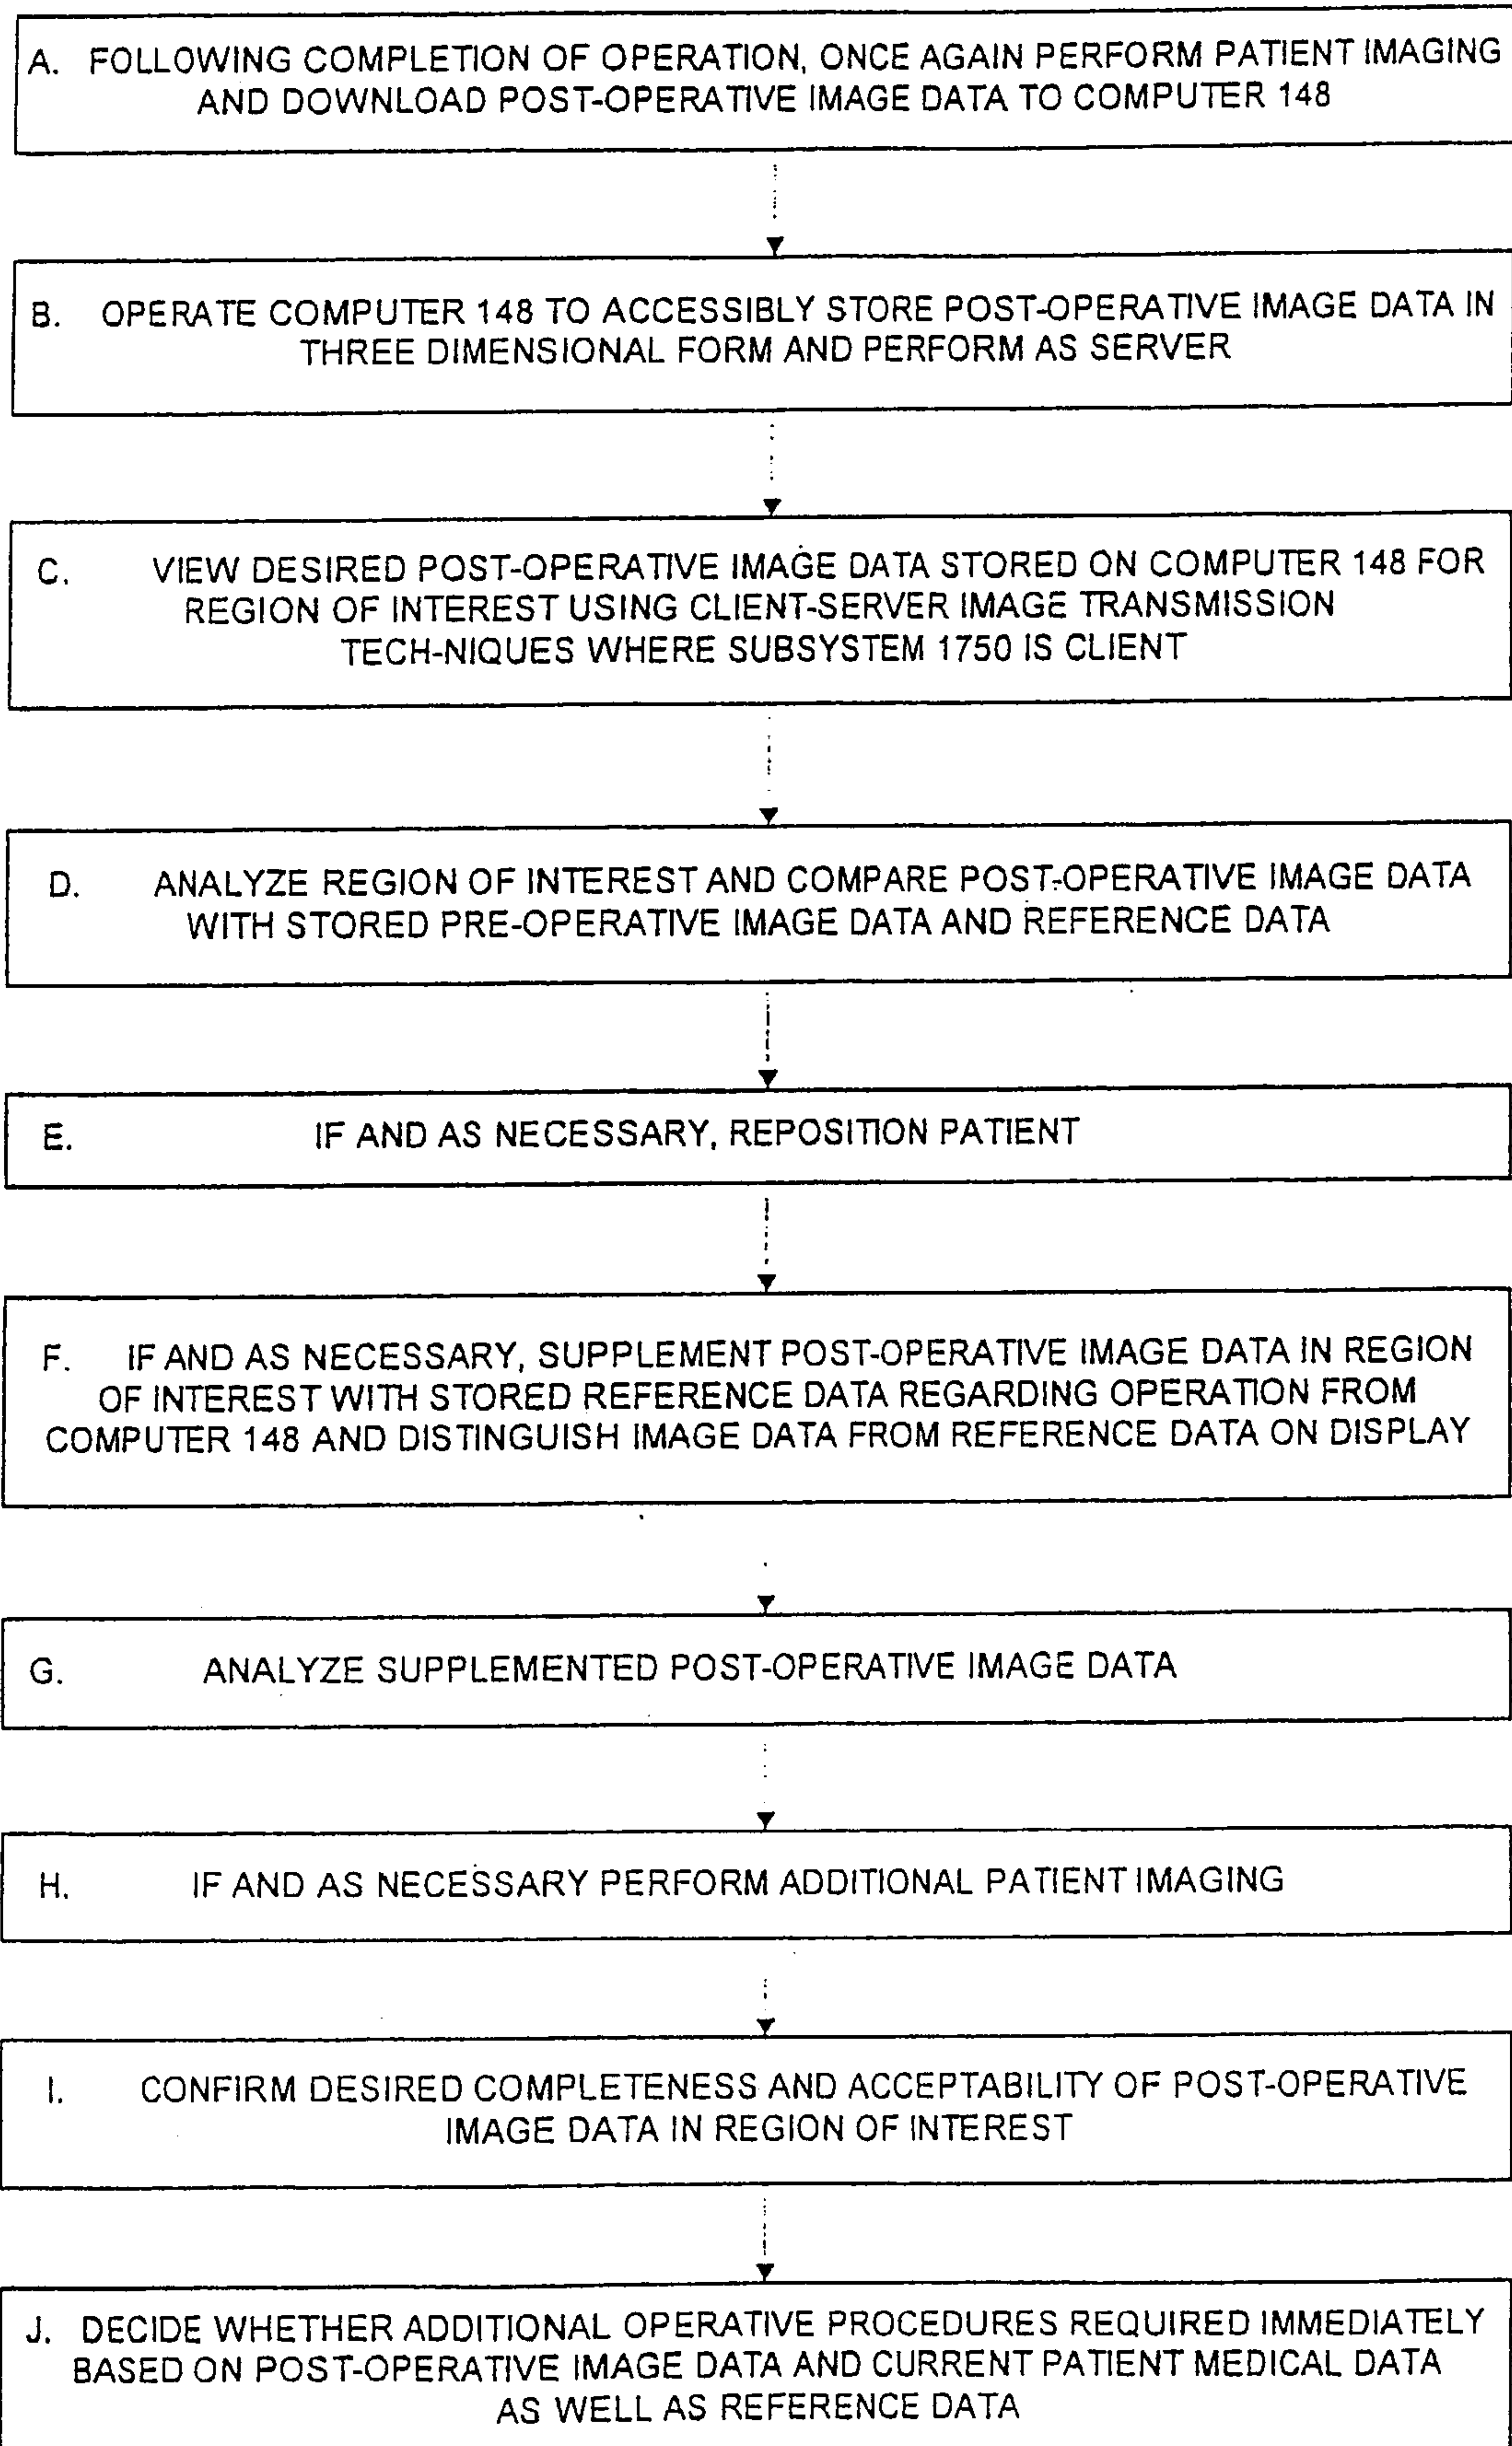 A. FOLLOWING COMPLETION OF OPERATION, ONCE AGAIN PERFORM PATIENT IMAGING
AND DOWNLOAD POST-OPERATIVE IMAGE DATA TO COMPUTER 148
B. OPERATE COMPUTER 148 TO ACCESSIBLY STORE POST-OPERATIVE IMAGE DATA IN
THREE DIMENSIONAL FORM AND PERFORM AS SERVER
C. VIEW DESIRED POST-OPERATIVE IMAGE DATA STORED ON COMPUTER 148 FOR
REGION OF INTEREST USING CLIENT-SERVER IMAGE TRANSMISSION
TECH-NIQUES WHERE SUBSYSTEM 1750 IS CLIENT
D. ANALYZE REGION OF INTEREST AND COMPARE POST-OPERATIVE IMAGE DATA
WITH STORED PRE-OPERATIVE IMAGE DATA AND REFERENCE DATA
E. IF AND AS NECESSARY, REPOSITION PATIENT
F. IF AND AS NECESSARY, SUPPLEMENT POST-OPERATIVE IMAGE DATA IN REGION
OF INTEREST WITH STORED REFERENCE DATA REGARDING OPERATION FROM
COMPUTER 148 AND DISTINGUISH IMAGE DATA FROM REFERENCE DATA ON DISPLAY
G. ANALYZE SUPPLEMENTED POST-OPERATIVE IMAGE DATA
H. IF AND AS NECESSARY PERFORM ADDITIONAL PATIENT IMAGING
I. CONFIRM DESIRED COMPLETENESS AND ACCEPTABILITY OF POST-OPERATIVE
IMAGE DATA IN REGION OF INTEREST
J. DECIDE WHETHER ADDITIONAL OPERATIVE PROCEDURES REQUIRED IMMEDIATELY
BASED ON POST-OPERATIVE IMAGE DATA AND CURRENT PATIENT MEDICAL DATA
AS WELL AS REFERENCE DATA